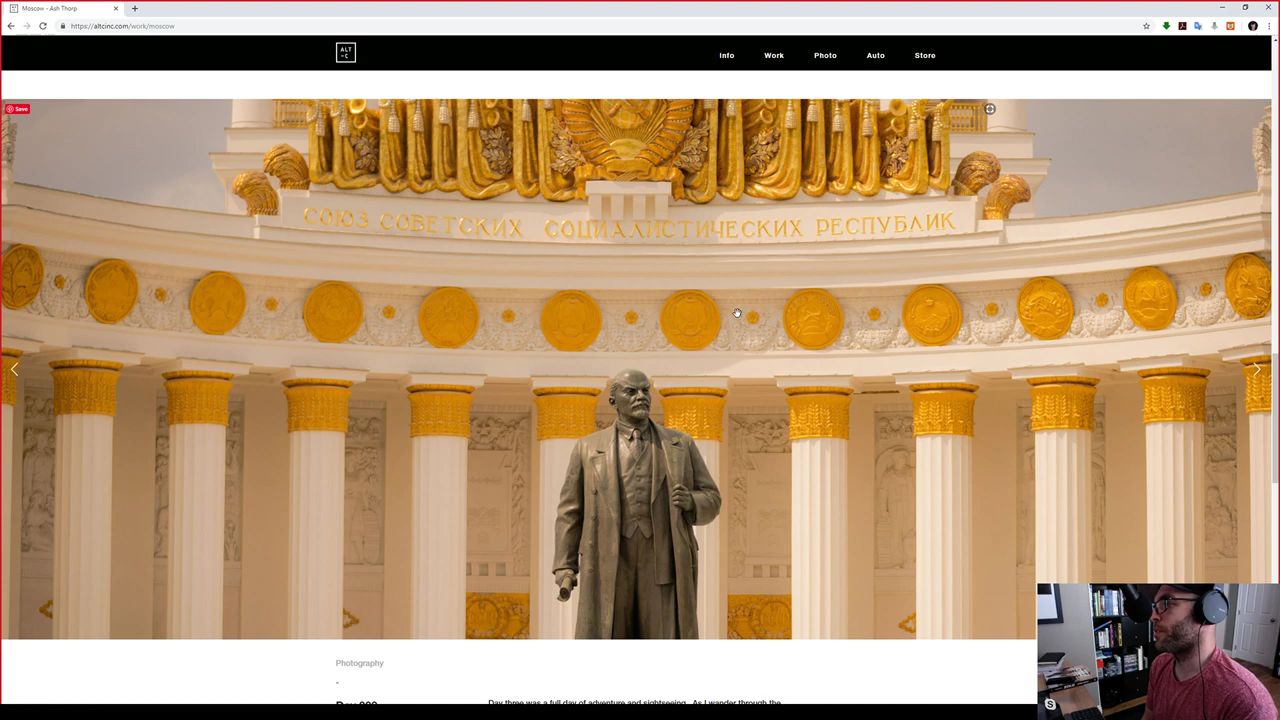 Moscow - Ash Thorp
https://altcinc.com/work/moscow
ALT
-C
Info
Work
Photo
Auto
Store
Save
СОЮЗ СОВЕТСКИХ СОЦИАЛИСТИЧЕСКИХ РЕСПУБЛИК
Photography
-
Day three was a full day of adventure and sightseeing. As I wander through the